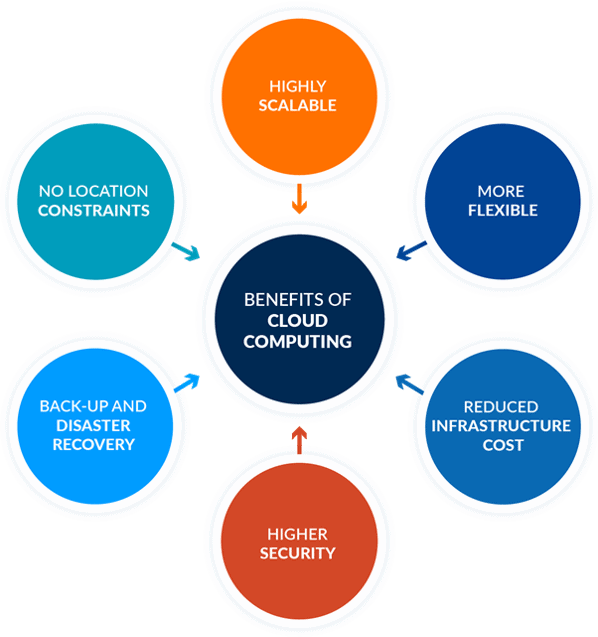 HIGHLY
SCALABLE
NO LOCATION
CONSTRAINTS
MORE
FLEXIBLE
BENEFITS OF
CLOUD
COMPUTING
BACK-UP AND
DISASTER
RECOVERY
REDUCED
INFRASTRUCTURE
COST
HIGHER
SECURITY